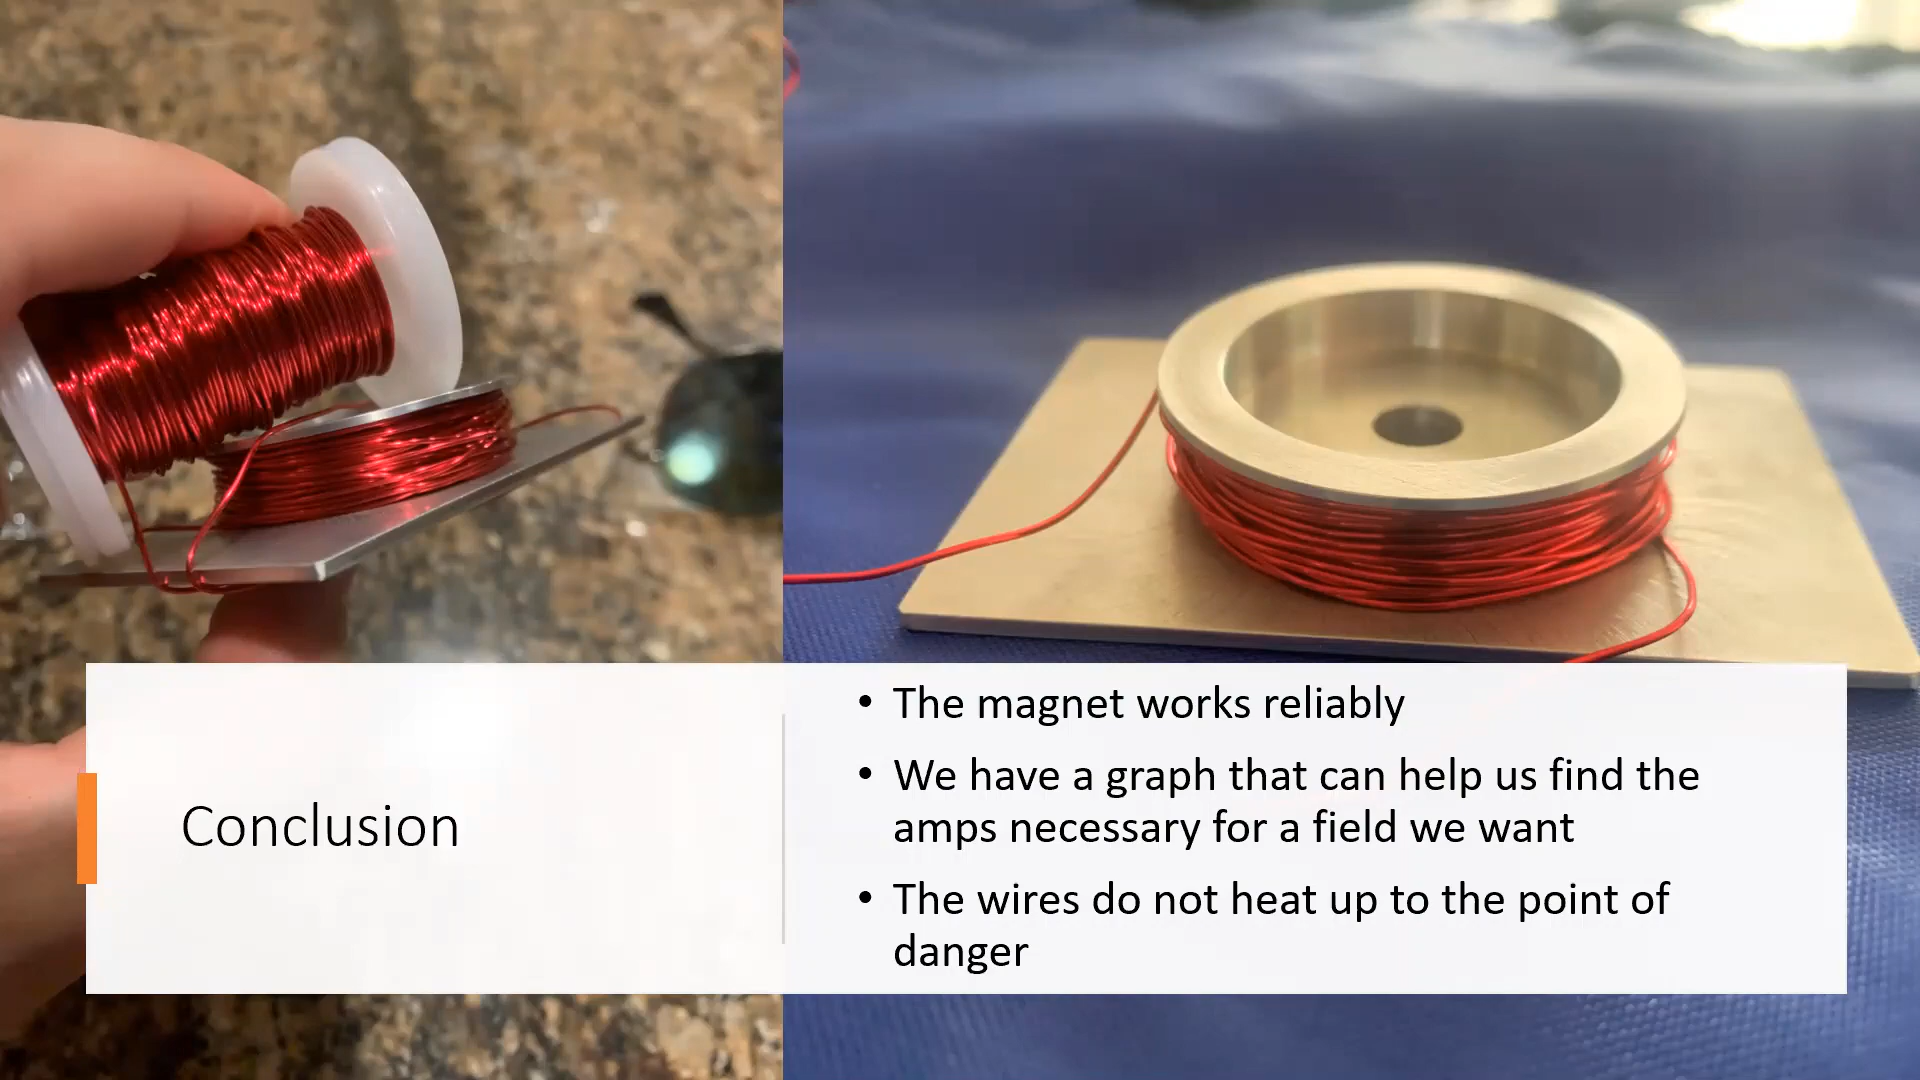 Conclusion
• The magnet works reliably
• We have a graph that can help us find the
amps necessary for a field we want
• The wires do not heat up to the point of
danger